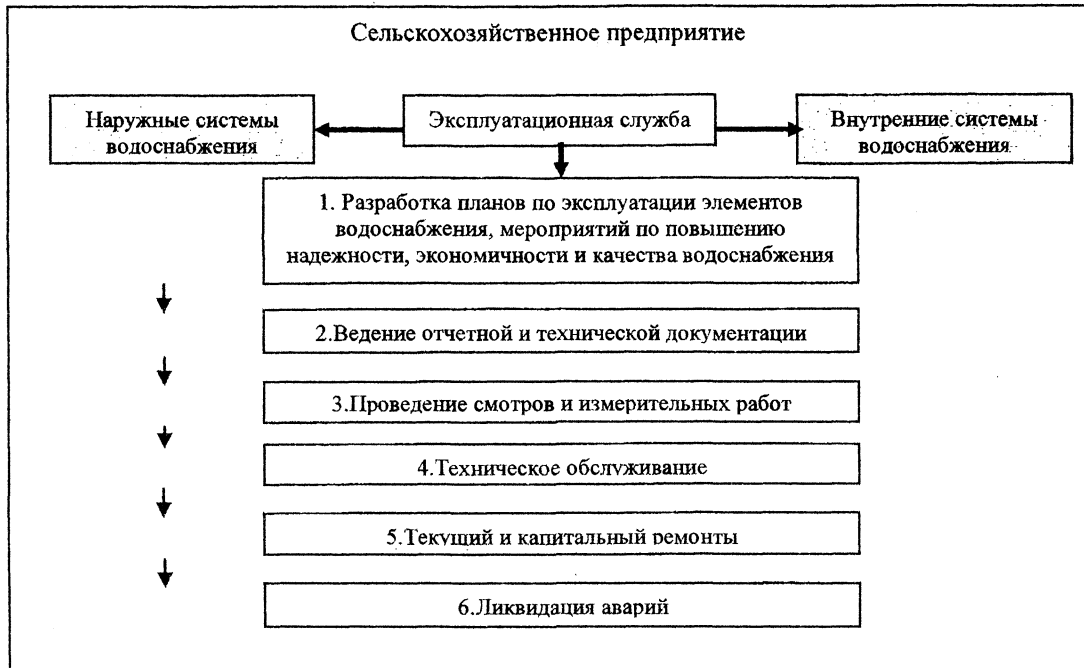 Сельскохозяйственное предприятие
Наружные системы
водоснабжения
Эксплуатационная служба
Внутренние системы
водоснабжения
1. Разработка планов по эксплуатации элементов
водоснабжения, мероприятий по повышению
надежности, экономичности и качества водоснабжения
2.Ведение отчетной и технической документации
3.Проведение смотров и измерительных работ
4.Техническое обслуживание
5.Текущий и капитальный ремонты
6.Ликвидация аварий